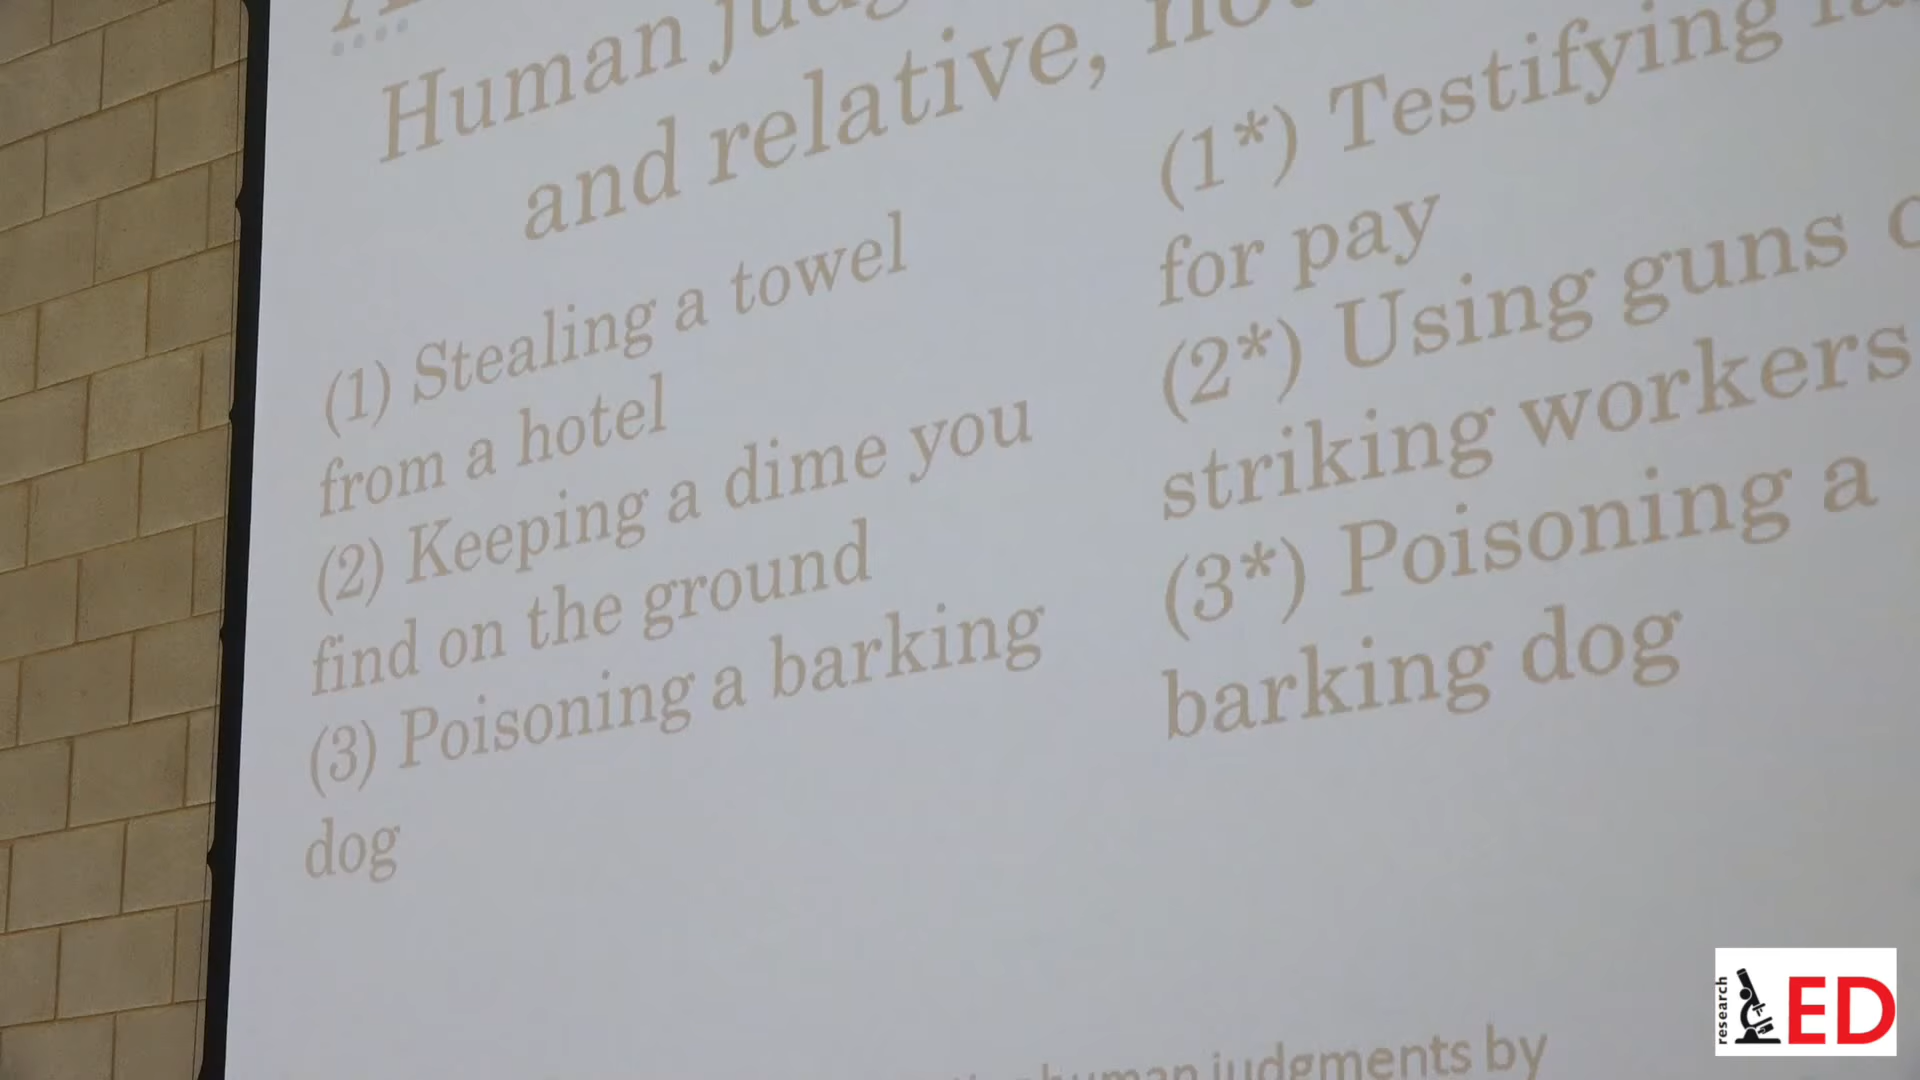 Human
and relative,
(1) Stealing a towel
from a hotel
(2) Keeping a dime you
find on the ground
(3) Poisoning a barking
dog
(1*) Testifying
for pay
(2*) Using guns
striking workers
(3*) Poisoning a
barking dog
human judgments by
research
ED